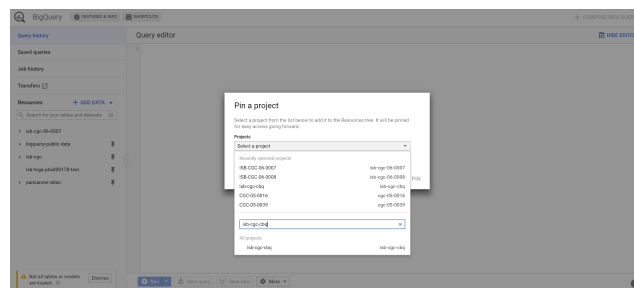 BigQuery
FEATURES & INFO
SHORTCUTS
+ COMPOSE NEW QUERY
Query history
Saved queries
Job history
Transfers
Resources
+ ADD DATA
Search for your tables and datasets
isb-cgc-06-0007
bigquery-public-data
isb-cgc
pancancer-atlas
Not all tables or models are loaded.
Dismiss
Query editor
HIDE EDITO
1
Pin a project
Select a project from the list below to add it to the Resources tree. It will be pinned
for easy access going forward.
Projects
Select a project
Recently selected projects
ISB-CGC-06-0007 isb-cgc-06-0007
ISB-CGC-06-0008 isb-cgc-06-0008
isb-cgc-cbq isb-cgc-cbq
CGC-05-0016 cgc-05-0016
CGC-05-0039 cgc-05-0039
isb-cgc-cbq
All projects
isb-cgc-cbq isb-cgc-cbq
PIN
Run
Save query
Save view
More